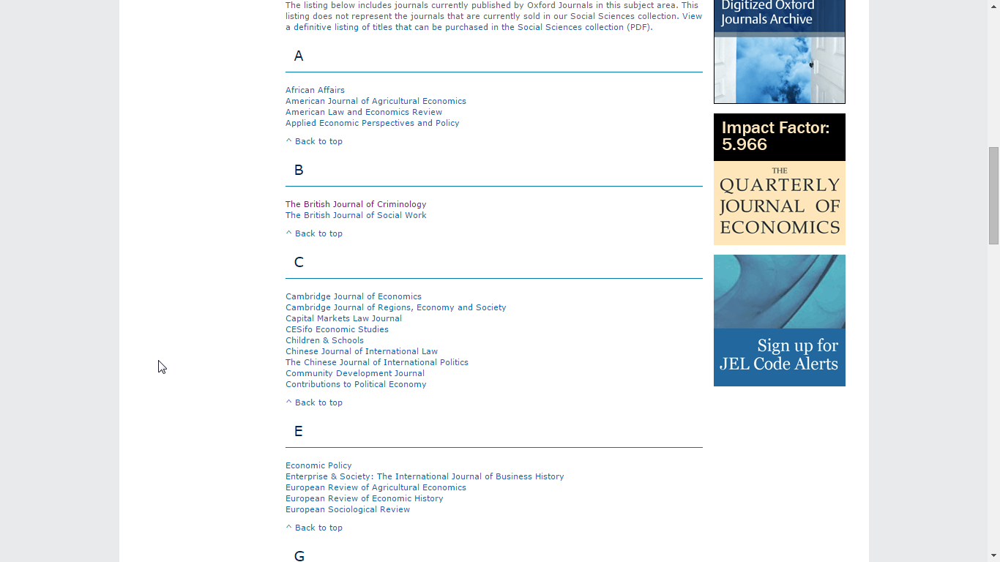 The listing below includes journals currently published by Oxford Journals in this subject area. This
listing does not represent the journals that are currently sold in our Social Sciences collection. View
a definitive listing of titles that can be purchased in the Social Sciences collection (PDF).
A
African Affairs
American Journal of Agricultural Economics
American Law and Economics Review
Applied Economic Perspectives and Policy
^ Back to top
B
The British Journal of Criminology
The British Journal of Social Work
^ Back to top
C
Cambridge Journal of Economics
Cambridge Journal of Regions, Economy and Society
Capital Markets Law Journal
CESifo Economic Studies
Children & Schools
Chinese Journal of International Law
The Chinese Journal of International Politics
Community Development Journal
Contributions to Political Economy
^ Back to top
E
Economic Policy
Enterprise & Society: The International Journal of Business History
European Review of Agricultural Economics
European Review of Economic History
European Sociological Review
^ Back to top
G
Digitized Oxford
Journals Archive
Impact Factor:
5.966
THE
QUARTERLY
JOURNAL OF
ECONOMICS
Sign up for
JEL Code Alerts